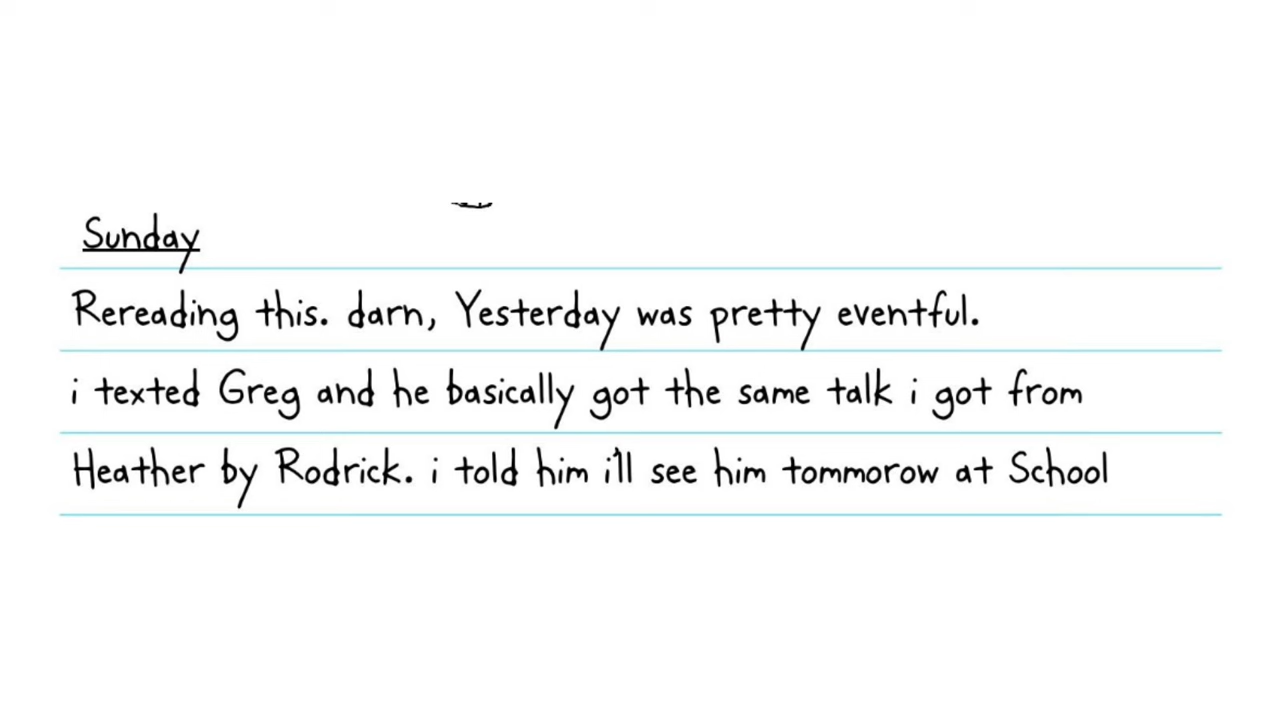 Sunday
Rereading this. darn, Yesterday was pretty eventful.
i texted Greg and he basically got the same talk i got from
Heather by Rodrick. i told him i'll see him tommorow at School